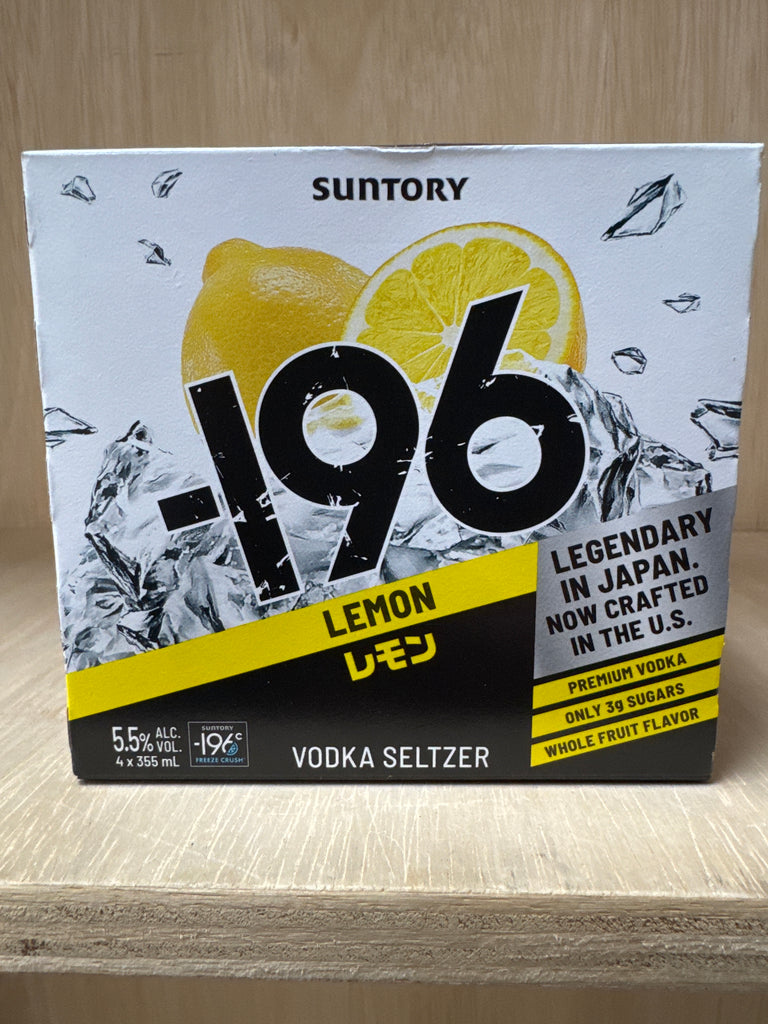 SUNTORY
-196
LEMON
レモン
LEGENDARY
IN JAPAN.
NOW CRAFTED
IN THE U.S.
PREMIUM VODKA
ONLY 3g SUGARS
WHOLE FRUIT FLAVOR
5.5% ALC.
VOL.
4 x 355 mL
SUNTORY
-196°C
FREEZE CRUSH™
VODKA SELTZER